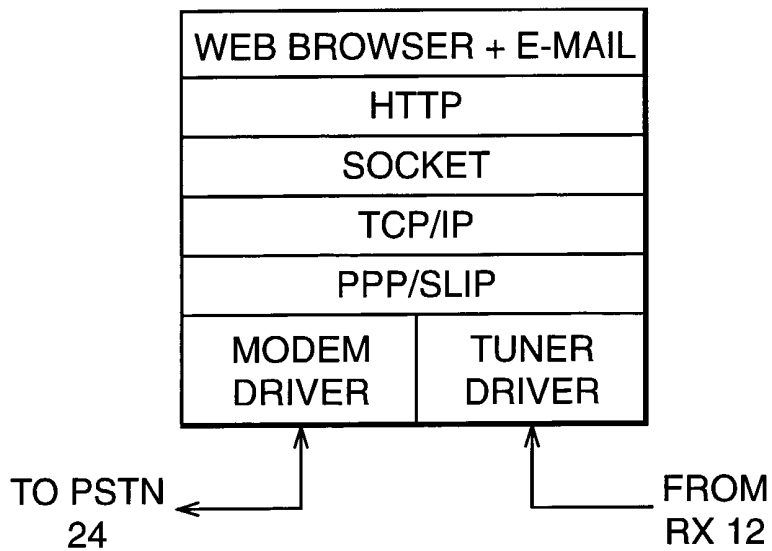 WEB BROWSER + E-MAIL
HTTP
SOCKET
TCP/IP
PPP/SLIP
MODEM
DRIVER
TUNER
DRIVER
TO PSTN
24
FROM
RX 12